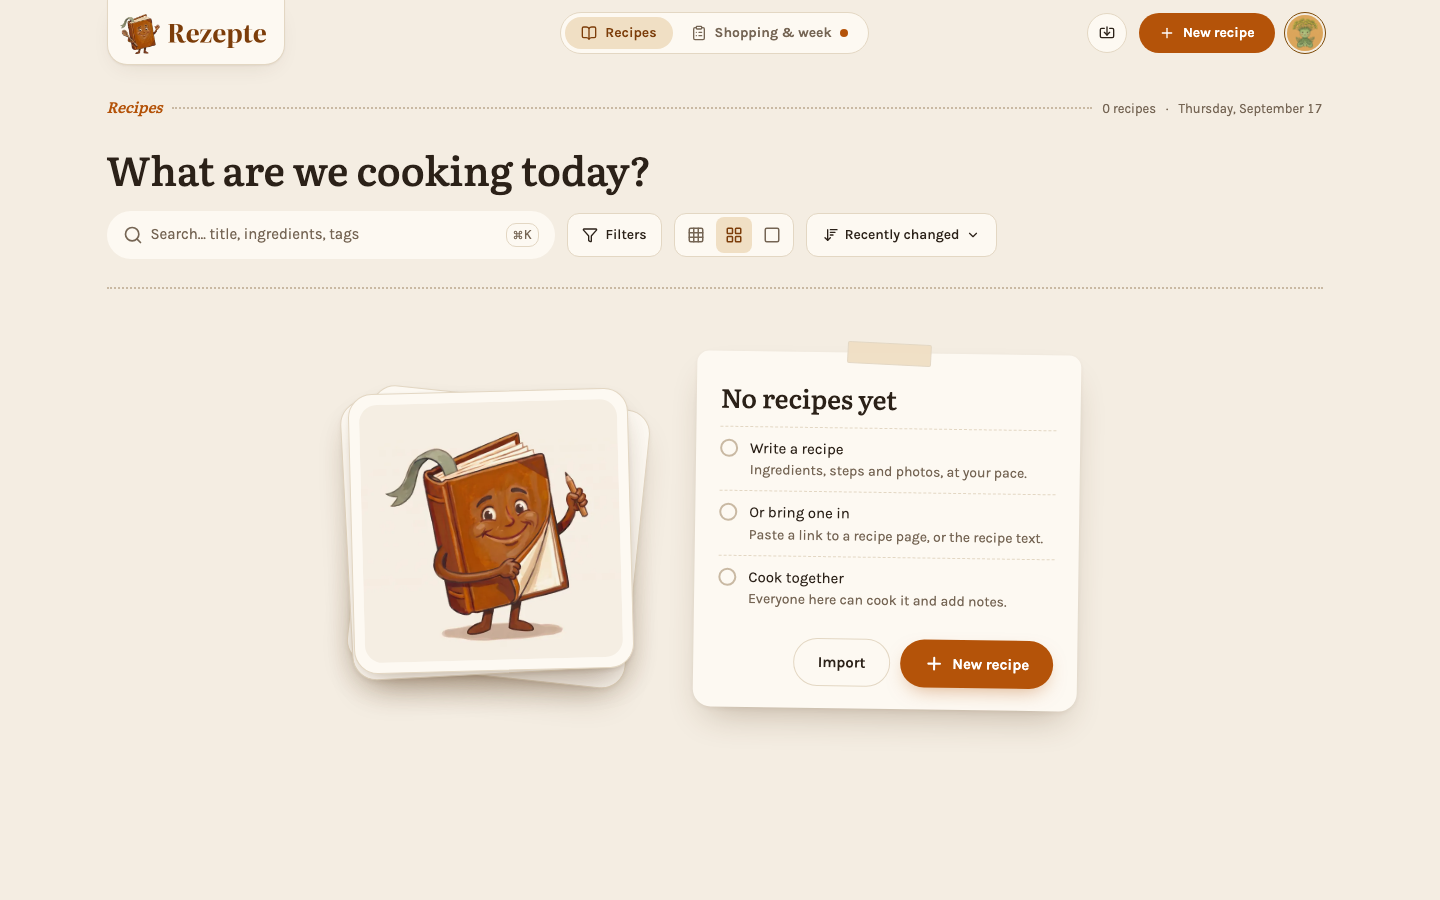 Rezepte
Recipes
Shopping & week
New recipe
Recipes
0 recipes · Thursday, September 17
What are we cooking today?
Search... title, ingredients, tags
⌘K
Filters
Recently changed
No recipes yet
Write a recipe
Ingredients, steps and photos, at your pace.
Or bring one in
Paste a link to a recipe page, or the recipe text.
Cook together
Everyone here can cook it and add notes.
Import
New recipe